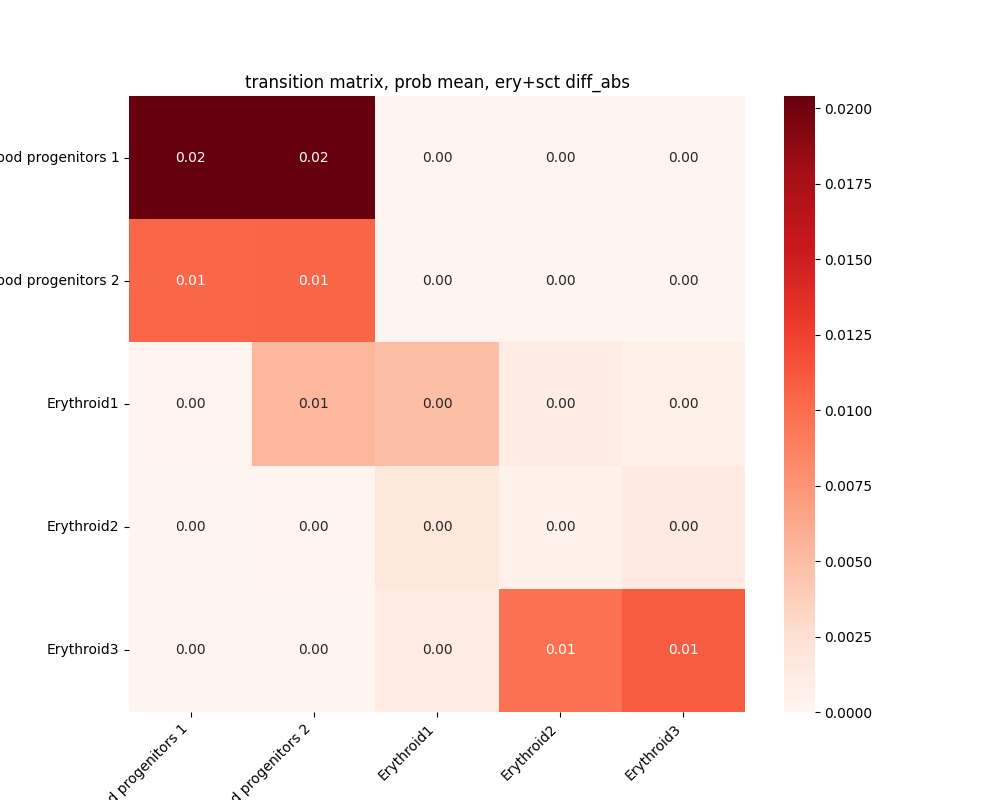 transition matrix, prob mean, ery+sct diff_abs
ood progenitors 1
0.02 0.02 0.00 0.00 0.00
ood progenitors 2
0.01 0.01 0.00 0.00 0.00
Erythroid1
0.00 0.01 0.00 0.00 0.00
Erythroid2
0.00 0.00 0.00 0.00 0.00
Erythroid3
0.00 0.00 0.00 0.01 0.01
d progenitors 1
d progenitors 2
Erythroid1
Erythroid2
Erythroid3
0.0200
0.0175
0.0150
0.0125
0.0100
0.0075
0.0050
0.0025
0.0000